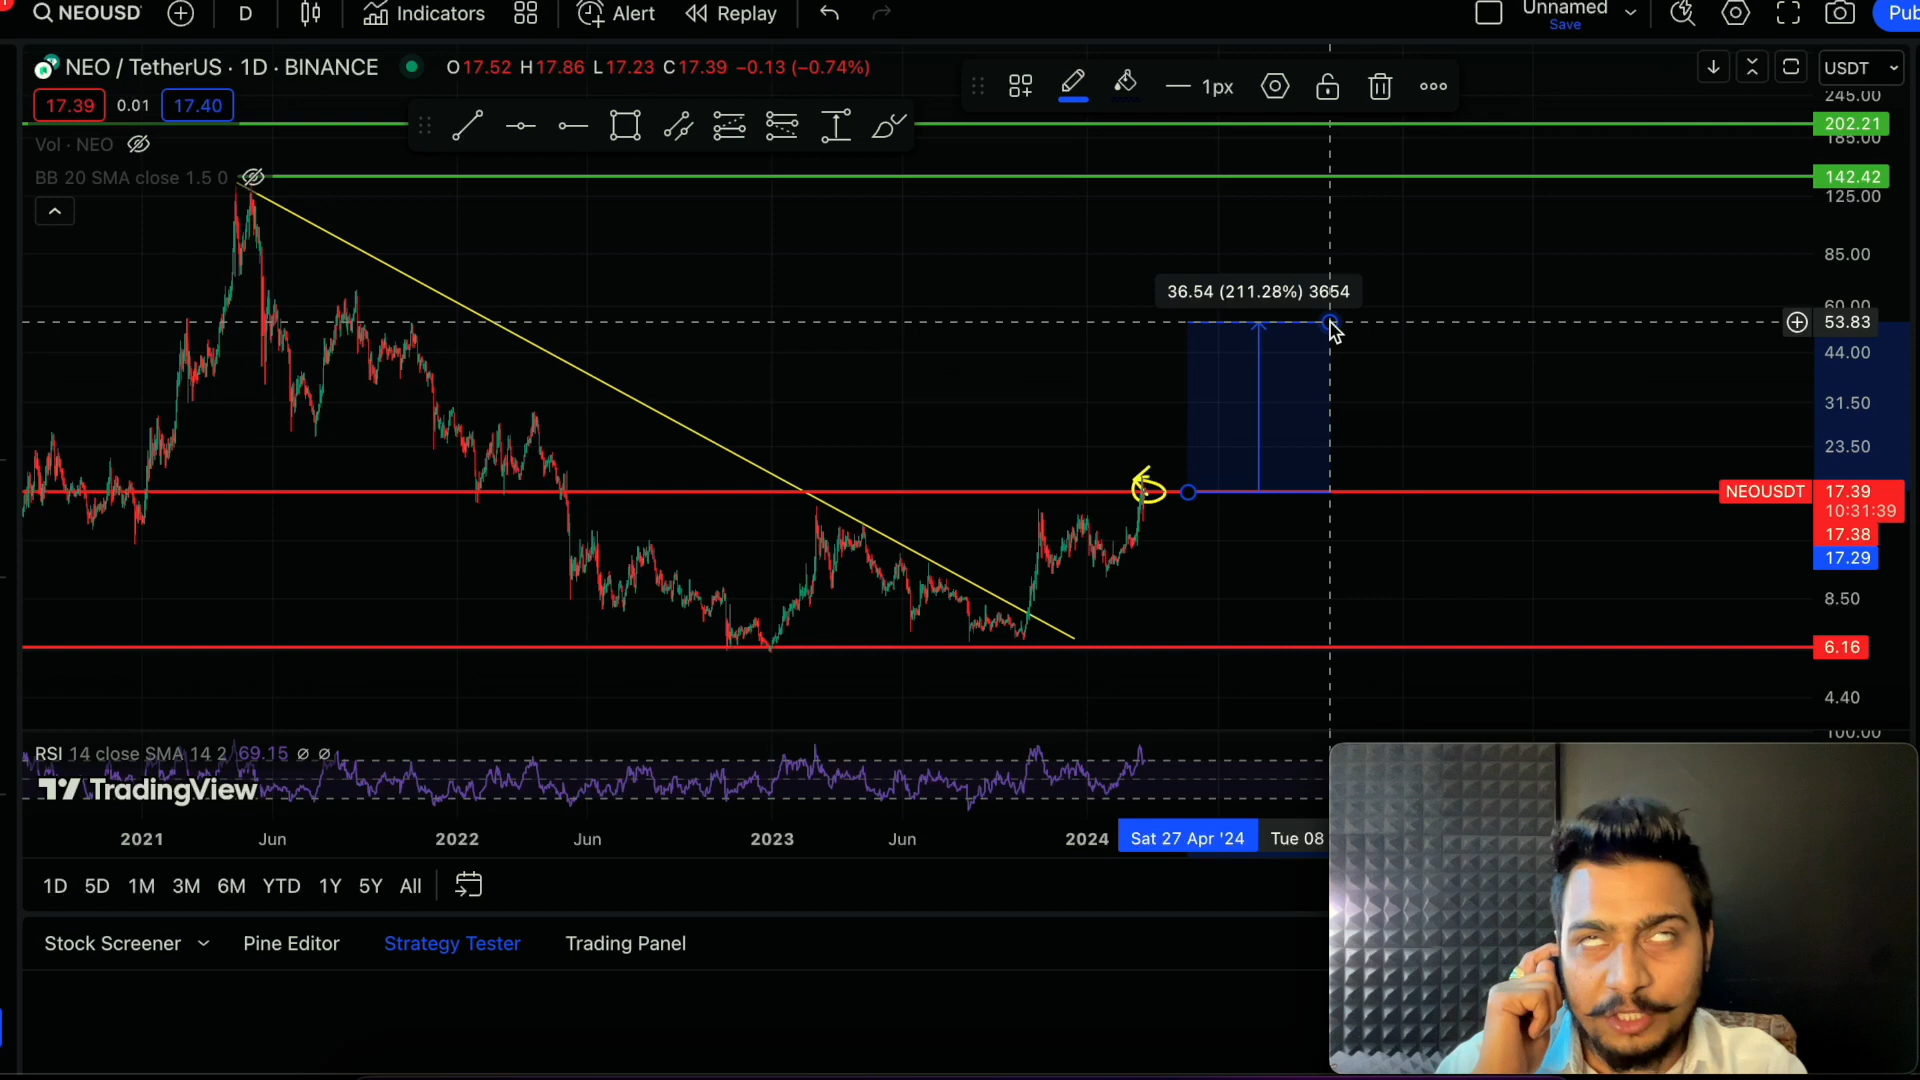 NEOUSD
D
Indicators
Alert
Replay
Unnamed
Save
Pub
NEO / TetherUS · 1D · BINANCE
O17.52 H17.86 L17.23 C17.39 −0.13 (−0.74%)
1px
USDT
17.39
0.01
17.40
245.00
202.21
185.00
Vol · NEO
BB 20 SMA close 1.5 0
142.42
125.00
85.00
36.54 (211.28%) 3654
60.00
53.83
44.00
31.50
23.50
NEOUSDT
17.39
10:31:39
17.38
17.29
8.50
6.16
4.40
100.00
RSI 14 close SMA 14 2 69.15 ∅ ∅
TradingView
2021
Jun
2022
Jun
2023
Jun
2024
Sat 27 Apr '24
Tue 08
1D 5D 1M 3M 6M YTD 1Y 5Y All
Stock Screener
Pine Editor
Strategy Tester
Trading Panel